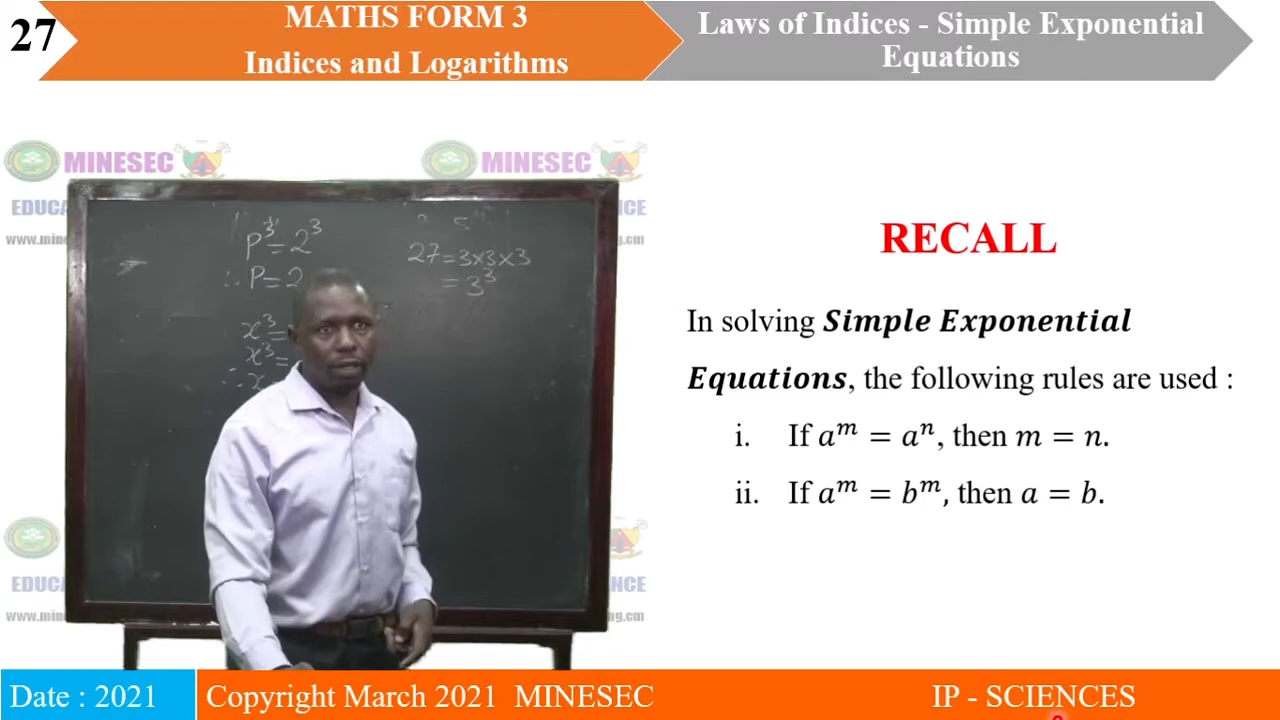 27
MATHS FORM 3
Indices and Logarithms
Laws of Indices - Simple Exponential
Equations
MINESEC
MINESEC
P³ = 2³
∴ P = 2
27 = 3×3×3
= 3³
x³ =
x³ =
∴ x
RECALL
In solving Simple Exponential
Equations, the following rules are used :
i. If aᵐ = aⁿ, then m = n.
ii. If aᵐ = bᵐ, then a = b.
Date : 2021
Copyright March 2021 MINESEC
IP - SCIENCES